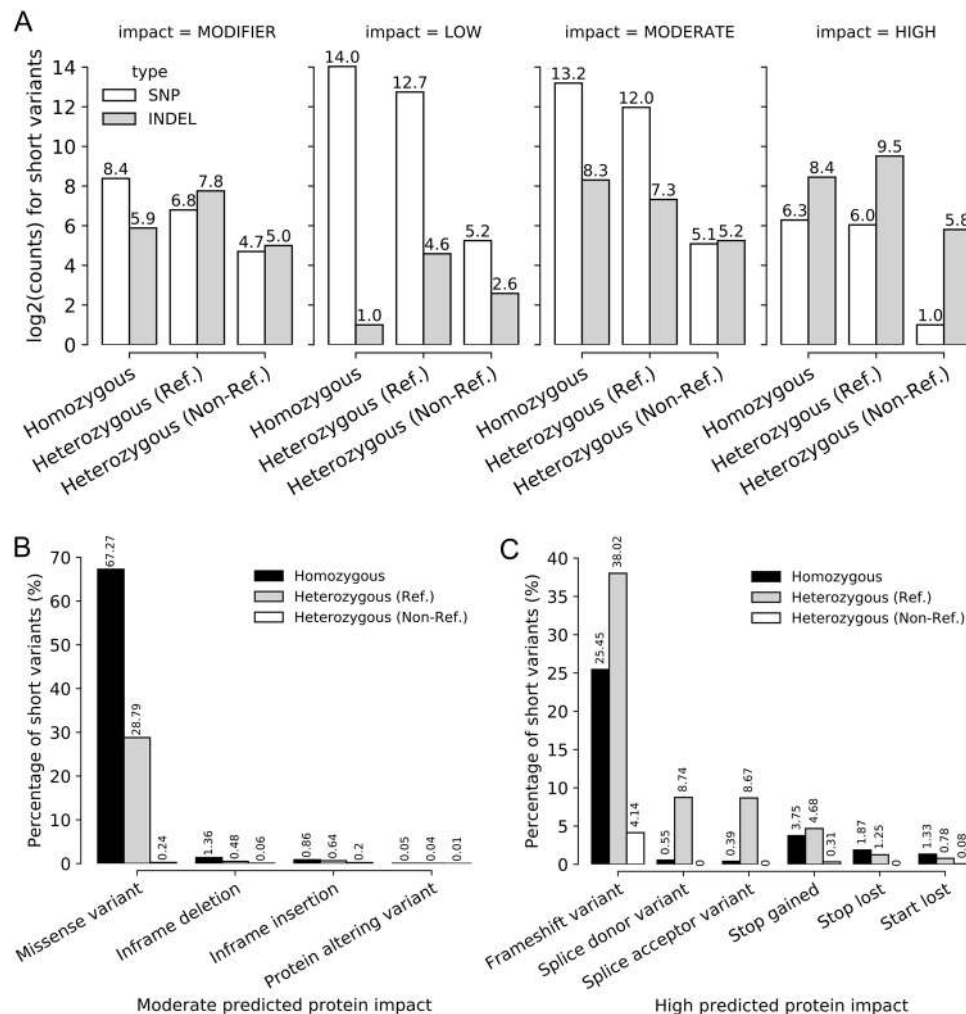 A
impact = MODIFIER
impact = LOW
impact = MODERATE
impact = HIGH
log2(counts) for short variants
14
12
10
8
6
4
2
0
type
SNP
INDEL
8.4
5.9
6.8
7.8
4.7
5.0
14.0
1.0
12.7
4.6
5.2
2.6
13.2
8.3
12.0
7.3
5.1
5.2
6.3
8.4
6.0
9.5
1.0
5.8
Homozygous
Heterozygous (Ref.)
Heterozygous (Non-Ref.)
Homozygous
Heterozygous (Ref.)
Heterozygous (Non-Ref.)
Homozygous
Heterozygous (Ref.)
Heterozygous (Non-Ref.)
Homozygous
Heterozygous (Ref.)
Heterozygous (Non-Ref.)
B
Percentage of short variants (%)
70
60
50
40
30
20
10
0
Homozygous
Heterozygous (Ref.)
Heterozygous (Non-Ref.)
67.27
28.79
0.24
1.36
0.48
0.06
0.86
0.64
0.2
0.05
0.04
0.01
Missense variant
Inframe deletion
Inframe insertion
Protein altering variant
Moderate predicted protein impact
C
Percentage of short variants (%)
40
35
30
25
20
15
10
5
0
Homozygous
Heterozygous (Ref.)
Heterozygous (Non-Ref.)
25.45
38.02
4.14
0.55
8.74
0
0.39
8.67
0
3.75
4.68
0.31
1.87
1.25
0
1.33
0.78
0.08
Frameshift variant
Splice donor variant
Splice acceptor variant
Stop gained
Stop lost
Start lost
High predicted protein impact